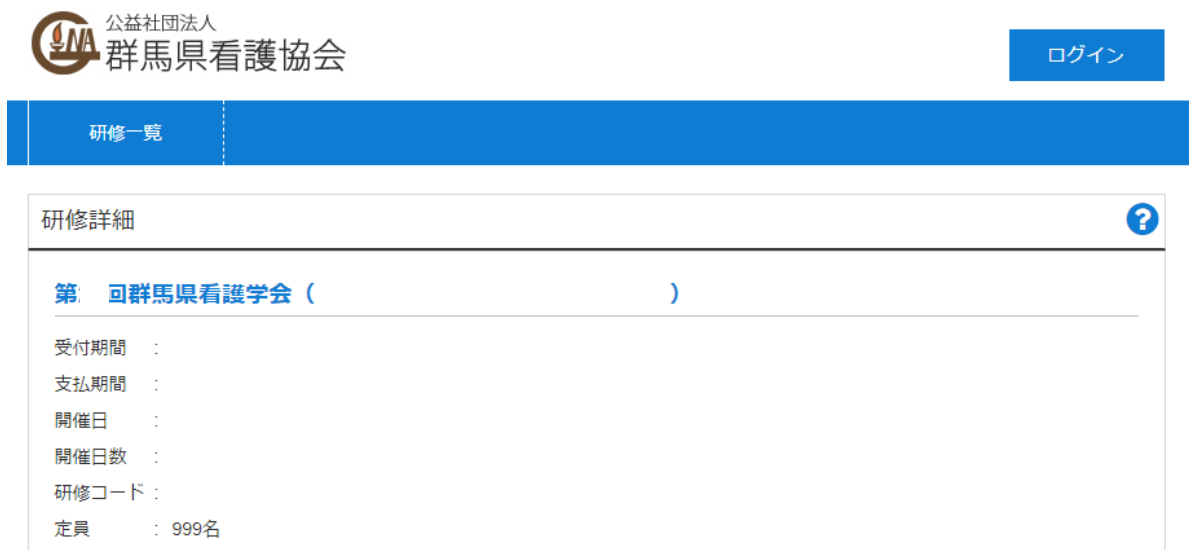 公益社団法人
群馬県看護協会
ログイン
研修一覧
研修詳細
第 回群馬県看護学会（ ）
受付期間 :
支払期間 :
開催日 :
開催日数 :
研修コード :
定員 : 999名